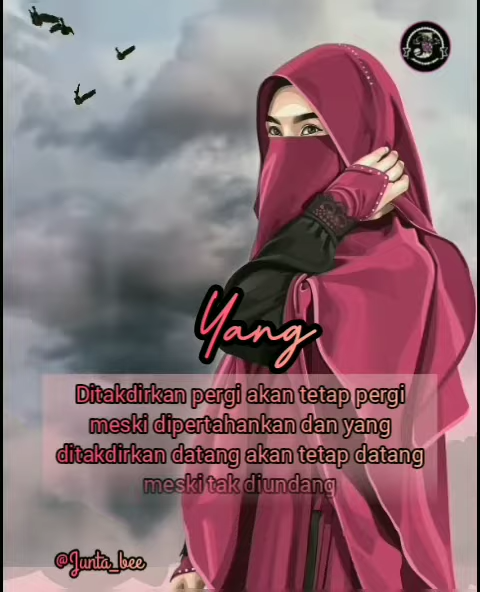 Yang
Ditakdirkan pergi akan tetap pergi
meski dipertahankan dan yang
ditakdirkan datang akan tetap datang
meski tak diundang
@Junta_bee